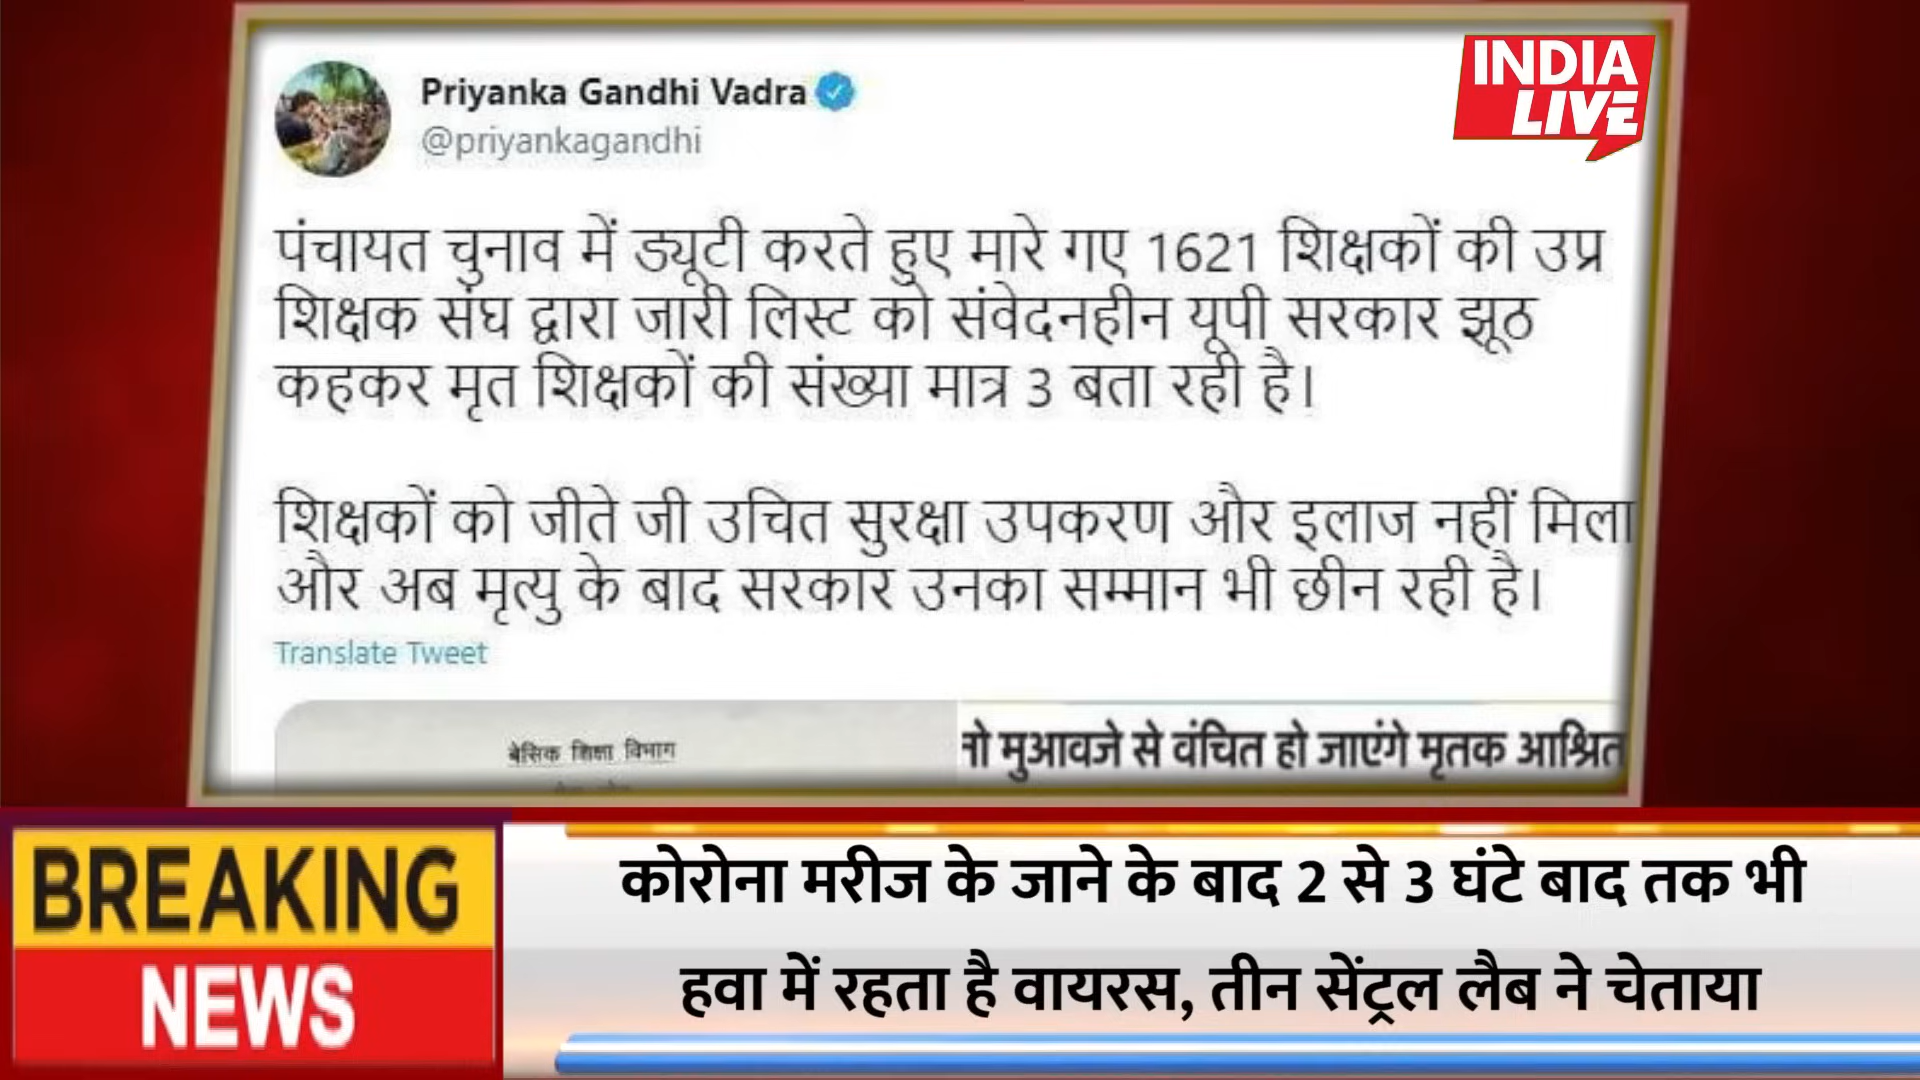 INDIA
LIVE
Priyanka Gandhi Vadra
@priyankagandhi
पंचायत चुनाव में ड्यूटी करते हुए मारे गए 1621 शिक्षकों की उप्र
शिक्षक संघ द्वारा जारी लिस्ट को संवेदनहीन यूपी सरकार झूठ
कहकर मृत शिक्षकों की संख्या मात्र 3 बता रही है।
शिक्षकों को जीते जी उचित सुरक्षा उपकरण और इलाज नहीं मिला
और अब मृत्यु के बाद सरकार उनका सम्मान भी छीन रही है।
Translate Tweet
बेसिक शिक्षा विभाग
मुआवजे से वंचित हो जाएंगे मृतक आश्रित
BREAKING
NEWS
कोरोना मरीज के जाने के बाद 2 से 3 घंटे बाद तक भी
हवा में रहता है वायरस, तीन सेंट्रल लैब ने चेताया